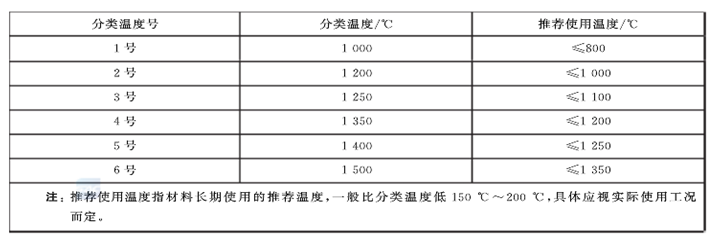 分类温度号 分类温度/℃ 推荐使用温度/℃
1号 1 000 ≤800
2号 1 200 ≤1 000
3号 1 250 ≤1 100
4号 1 350 ≤1 200
5号 1 400 ≤1 250
6号 1 500 ≤1 350
注：推荐使用温度指材料长期使用的推荐温度，一般比分类温度低 150 ℃～200 ℃，具体应视实际使用工况
而定。